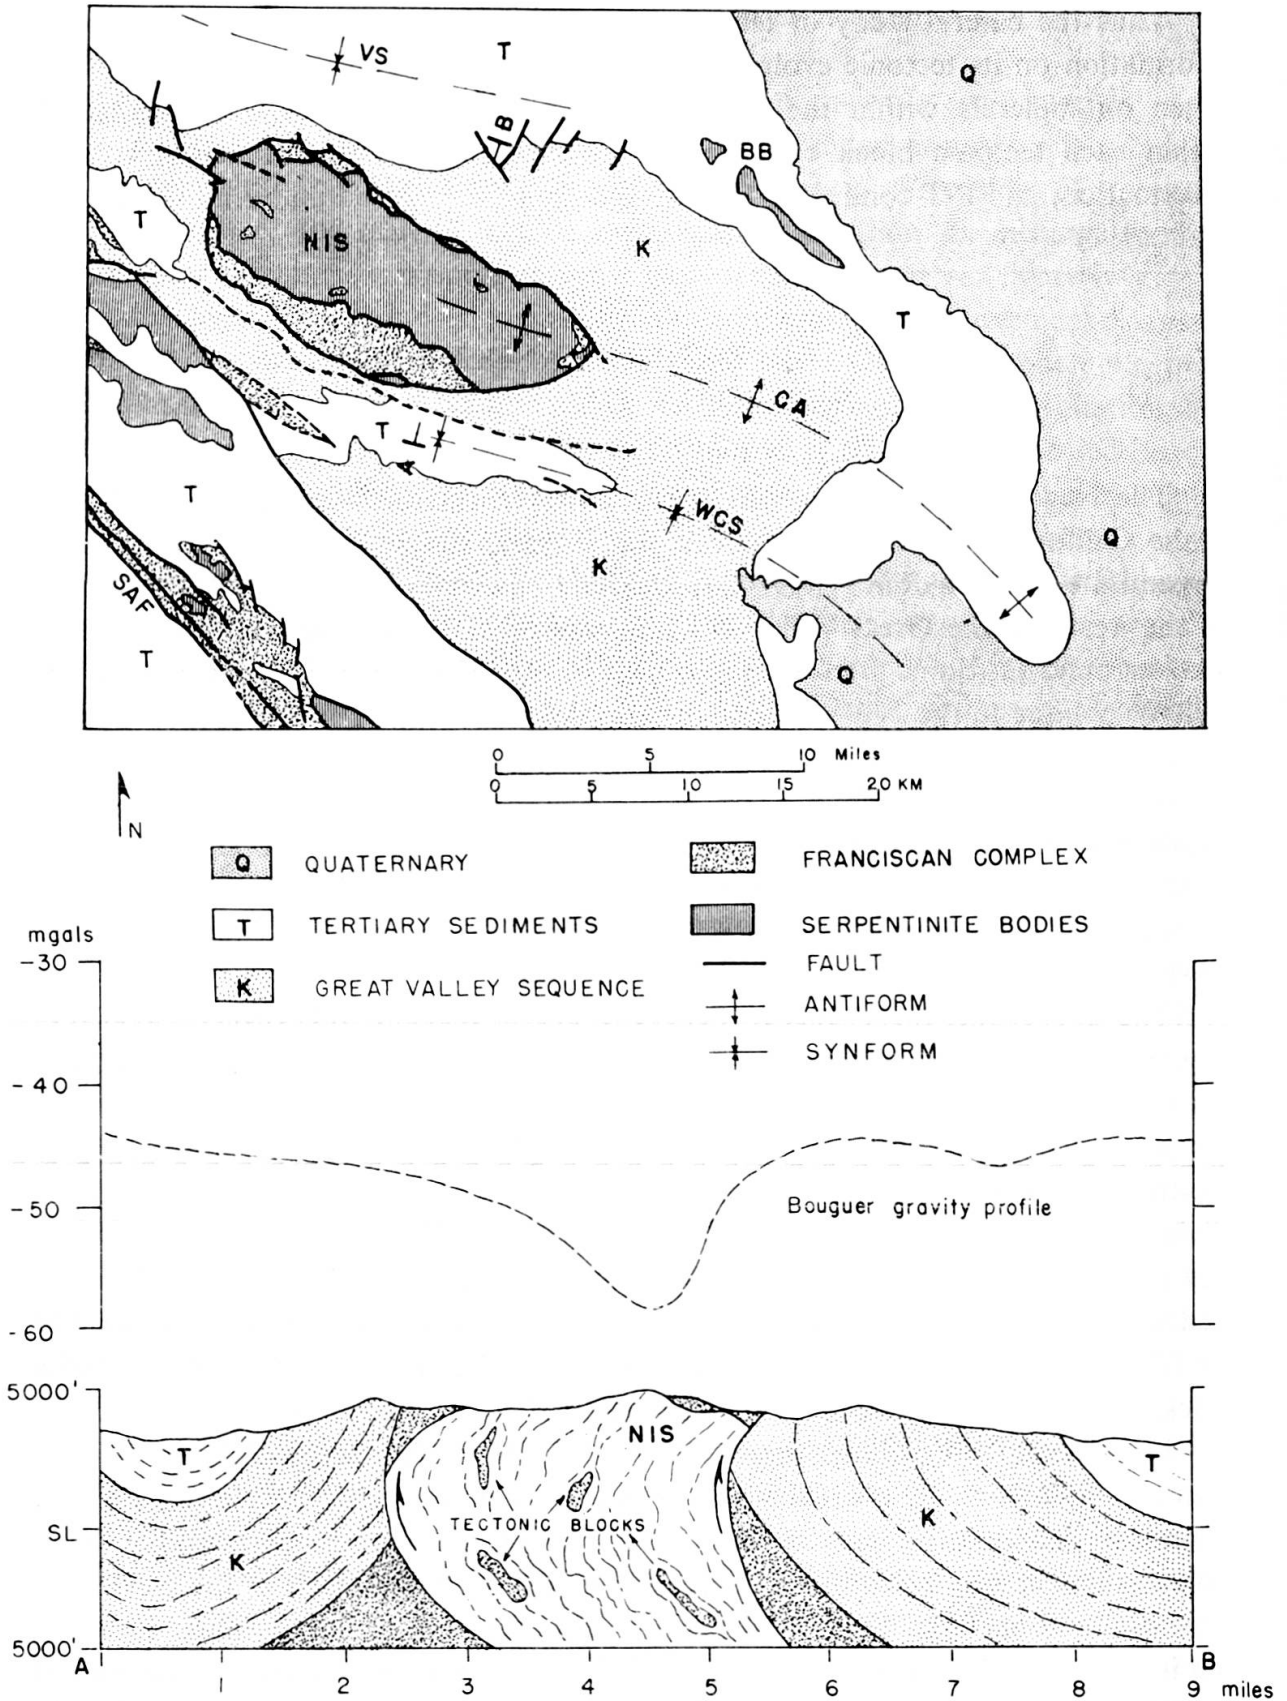 VS
T
Q
B
BB
T
NIS
K
T
CA
T
A
WCS
T
K
Q
SAF
T
Q
0 5 10 Miles
0 5 10 15 20 KM
N
Q QUATERNARY
T TERTIARY SEDIMENTS
K GREAT VALLEY SEQUENCE
FRANCISCAN COMPLEX
SERPENTINITE BODIES
FAULT
ANTIFORM
SYNFORM
mgals
-30
-40
-50
-60
Bouguer gravity profile
5000'
SL
5000'
T
NIS
T
K
TECTONIC BLOCKS
K
A B
1 2 3 4 5 6 7 8 9 miles